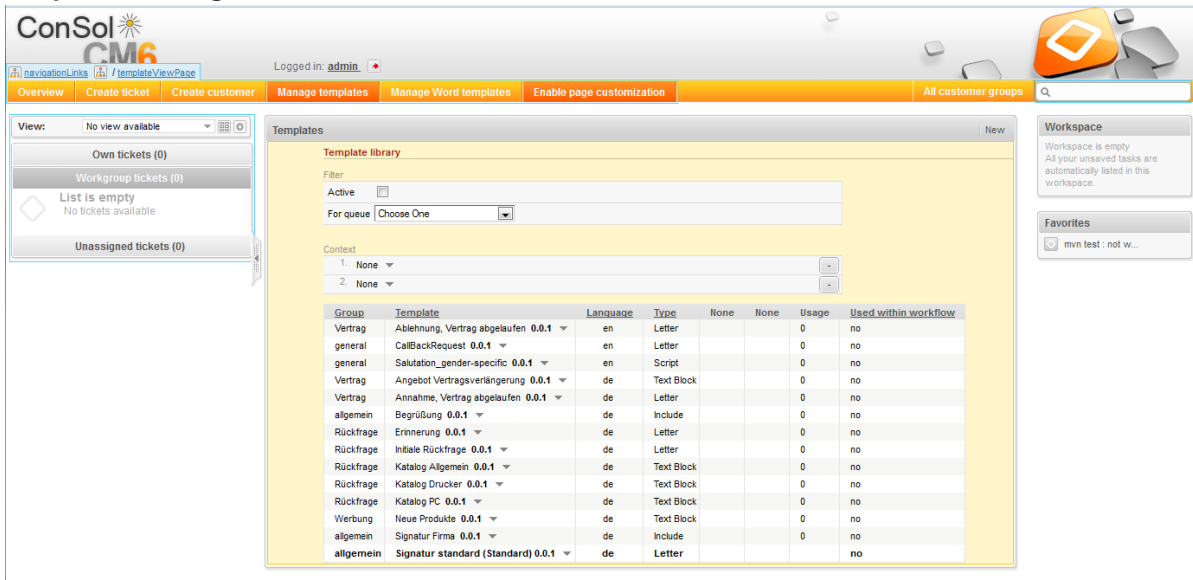 ConSol
CM6
navigationLinks / templateViewPage
Logged in: admin
Overview Create ticket Create customer Manage templates Manage Word templates Enable page customization All customer groups
View: No view available
Own tickets (0)
Workgroup tickets (0)
List is empty
No tickets available
Unassigned tickets (0)
Templates New
Template library
Filter
Active
For queue Choose One
Context
1. None -
2. None -
Group Template Language Type None None Usage Used within workflow
Vertrag Ablehnung, Vertrag abgelaufen 0.0.1 en Letter 0 no
general CallBackRequest 0.0.1 en Letter 0 no
general Salutation_gender-specific 0.0.1 en Script 0 no
Vertrag Angebot Vertragsverlängerung 0.0.1 de Text Block 0 no
Vertrag Annahme, Vertrag abgelaufen 0.0.1 de Letter 0 no
allgemein Begrüßung 0.0.1 de Include 0 no
Rückfrage Erinnerung 0.0.1 de Letter 0 no
Rückfrage Initiale Rückfrage 0.0.1 de Letter 0 no
Rückfrage Katalog Allgemein 0.0.1 de Text Block 0 no
Rückfrage Katalog Drucker 0.0.1 de Text Block 0 no
Rückfrage Katalog PC 0.0.1 de Text Block 0 no
Werbung Neue Produkte 0.0.1 de Text Block 0 no
allgemein Signatur Firma 0.0.1 de Include 0 no
allgemein Signatur standard (Standard) 0.0.1 de Letter no
Workspace
Workspace is empty
All your unsaved tasks are
automatically listed in this
workspace.
Favorites
mvn test : not w...